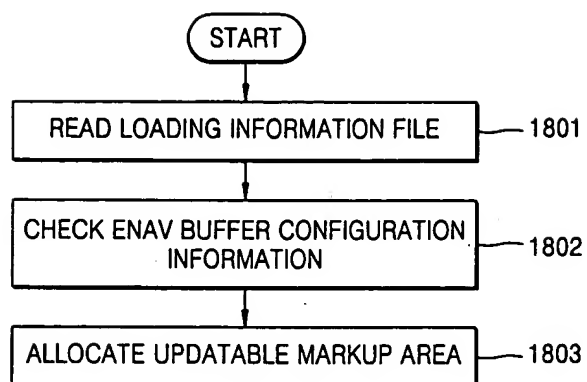 START
READ LOADING INFORMATION FILE
1801
CHECK ENAV BUFFER CONFIGURATION
INFORMATION
1802
ALLOCATE UPDATABLE MARKUP AREA
1803